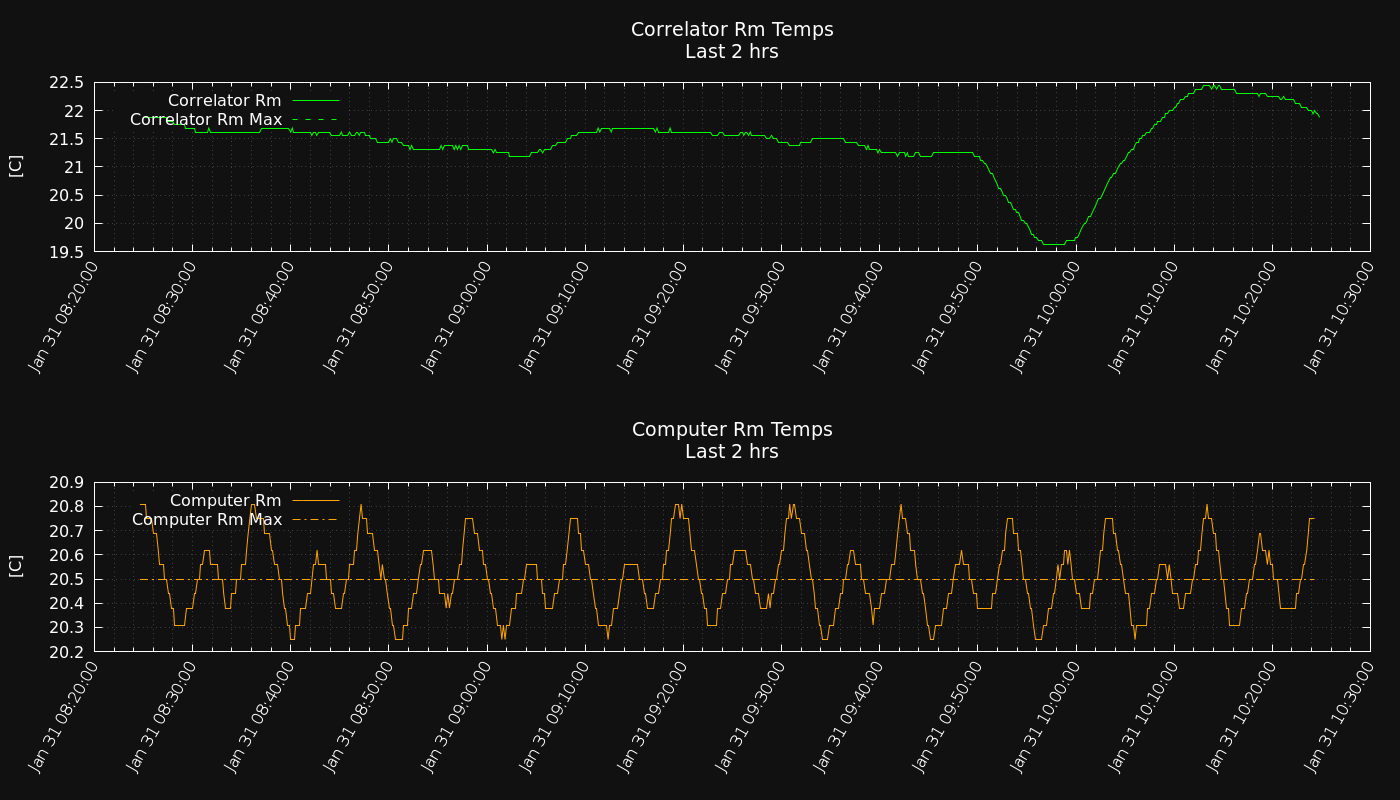 Correlator Rm Temps
Last 2 hrs
[C]
22.5
22
21.5
21
20.5
20
19.5
Correlator Rm
Correlator Rm Max
Jan 31 08:20:00
Jan 31 08:30:00
Jan 31 08:40:00
Jan 31 08:50:00
Jan 31 09:00:00
Jan 31 09:10:00
Jan 31 09:20:00
Jan 31 09:30:00
Jan 31 09:40:00
Jan 31 09:50:00
Jan 31 10:00:00
Jan 31 10:10:00
Jan 31 10:20:00
Jan 31 10:30:00
Computer Rm Temps
Last 2 hrs
[C]
20.9
20.8
20.7
20.6
20.5
20.4
20.3
20.2
Computer Rm
Computer Rm Max
Jan 31 08:20:00
Jan 31 08:30:00
Jan 31 08:40:00
Jan 31 08:50:00
Jan 31 09:00:00
Jan 31 09:10:00
Jan 31 09:20:00
Jan 31 09:30:00
Jan 31 09:40:00
Jan 31 09:50:00
Jan 31 10:00:00
Jan 31 10:10:00
Jan 31 10:20:00
Jan 31 10:30:00